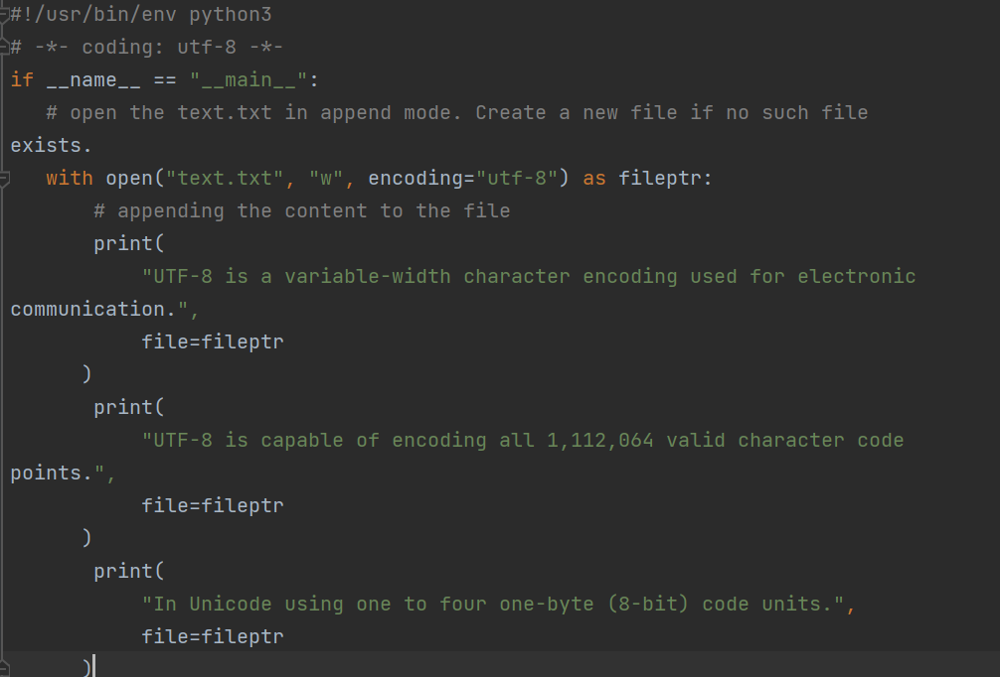 #!/usr/bin/env python3
# -*- coding: utf-8 -*-
if __name__ == "__main__":
   # open the text.txt in append mode. Create a new file if no such file
exists.
   with open("text.txt", "w", encoding="utf-8") as fileptr:
       # appending the content to the file
       print(
           "UTF-8 is a variable-width character encoding used for electronic
communication.",
           file=fileptr
      )
       print(
           "UTF-8 is capable of encoding all 1,112,064 valid character code
points.",
           file=fileptr
      )
       print(
           "In Unicode using one to four one-byte (8-bit) code units.",
           file=fileptr
      )